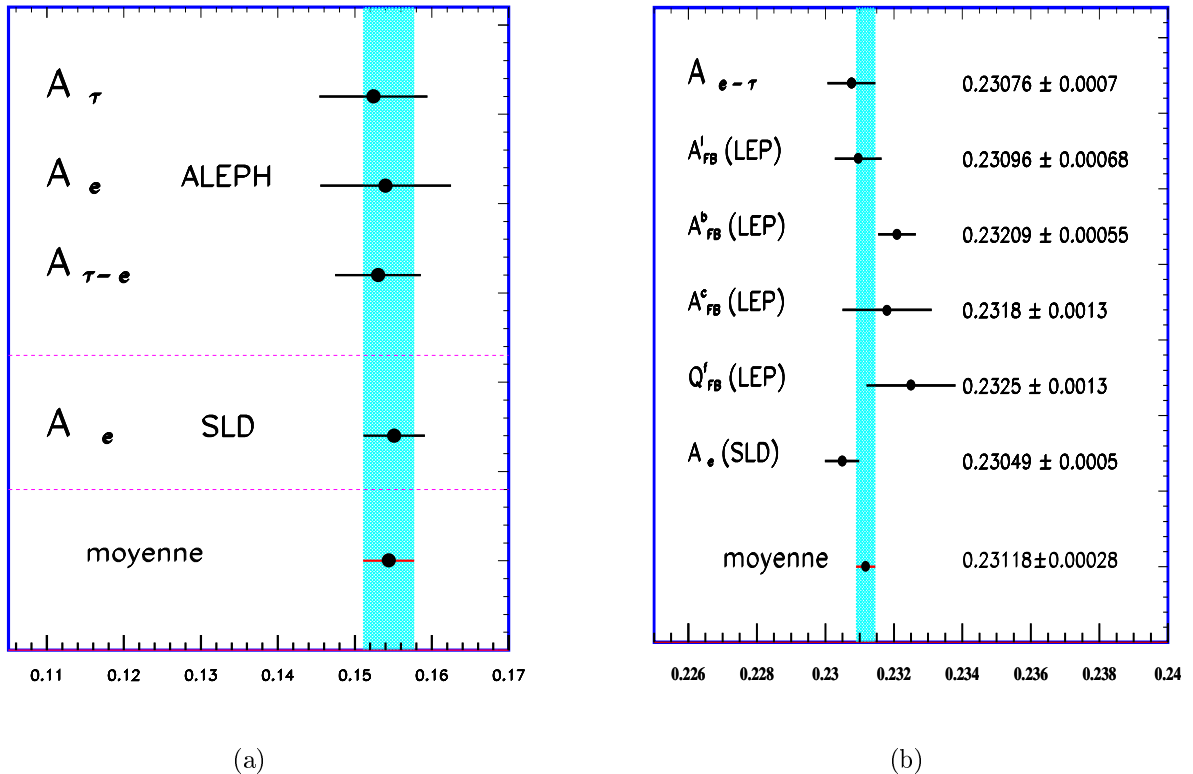 A τ
A e ALEPH
A τ- e
A e SLD
moyenne
0.11 0.12 0.13 0.14 0.15 0.16 0.17
(a)
A e - τ 0.23076 ± 0.0007
A^l_FB (LEP) 0.23096 ± 0.00068
A^b_FB (LEP) 0.23209 ± 0.00055
A^c_FB (LEP) 0.2318 ± 0.0013
Q^f_FB (LEP) 0.2325 ± 0.0013
A e (SLD) 0.23049 ± 0.0005
moyenne 0.23118±0.00028
0.226 0.228 0.23 0.232 0.234 0.236 0.238 0.24
(b)